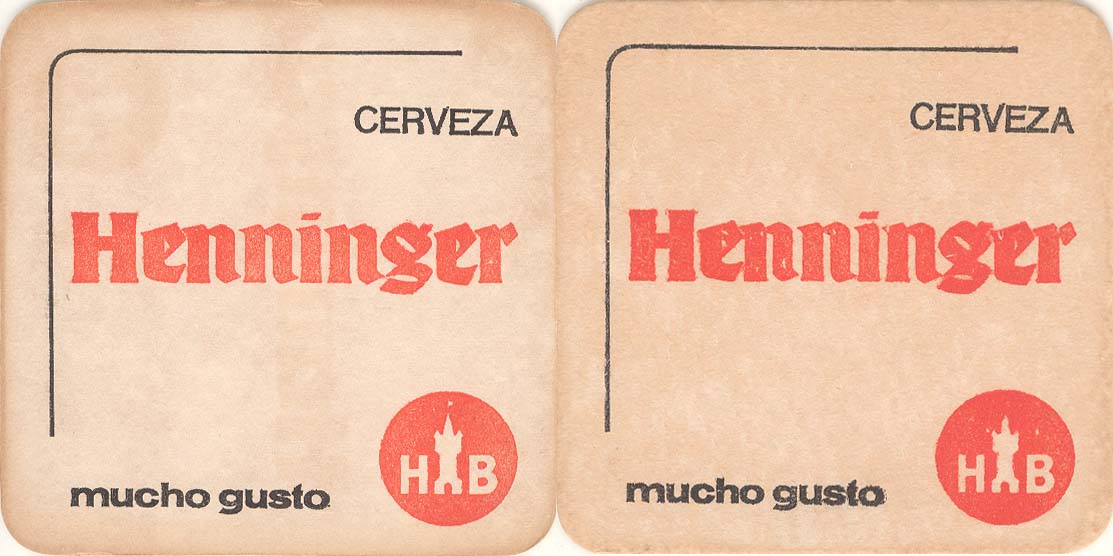 CERVEZA
Henninger
H B
mucho gusto
CERVEZA
Henninger
H B
mucho gusto